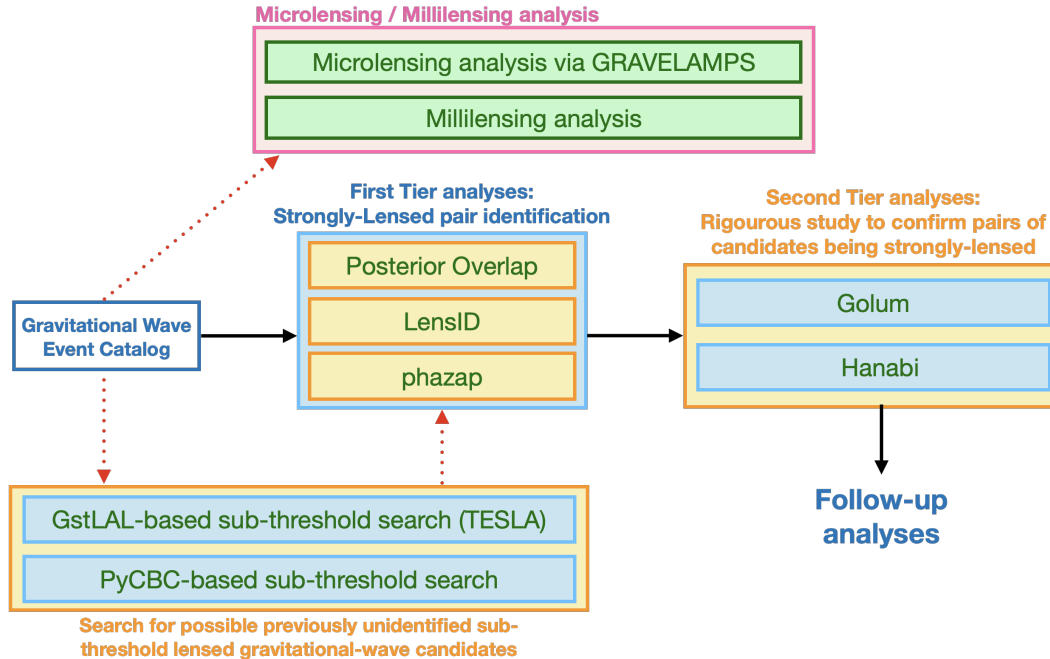 Microlensing / Millilensing analysis
Microlensing analysis via GRAVELAMPS
Millilensing analysis
First Tier analyses:
Strongly-Lensed pair identification
Posterior Overlap
LensID
phazap
Second Tier analyses:
Rigourous study to confirm pairs of
candidates being strongly-lensed
Golum
Hanabi
Gravitational Wave
Event Catalog
Follow-up
analyses
GstLAL-based sub-threshold search (TESLA)
PyCBC-based sub-threshold search
Search for possible previously unidentified sub-
threshold lensed gravitational-wave candidates